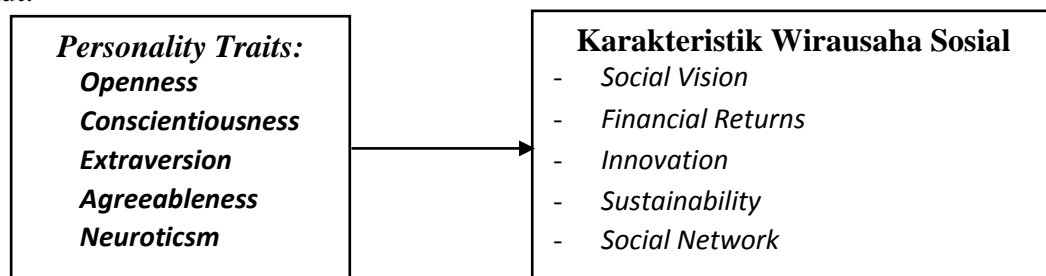 Personality Traits:
Openness
Conscientiousness
Extraversion
Agreeableness
Neuroticsm
Karakteristik Wirausaha Sosial
- Social Vision
- Financial Returns
- Innovation
- Sustainability
- Social Network